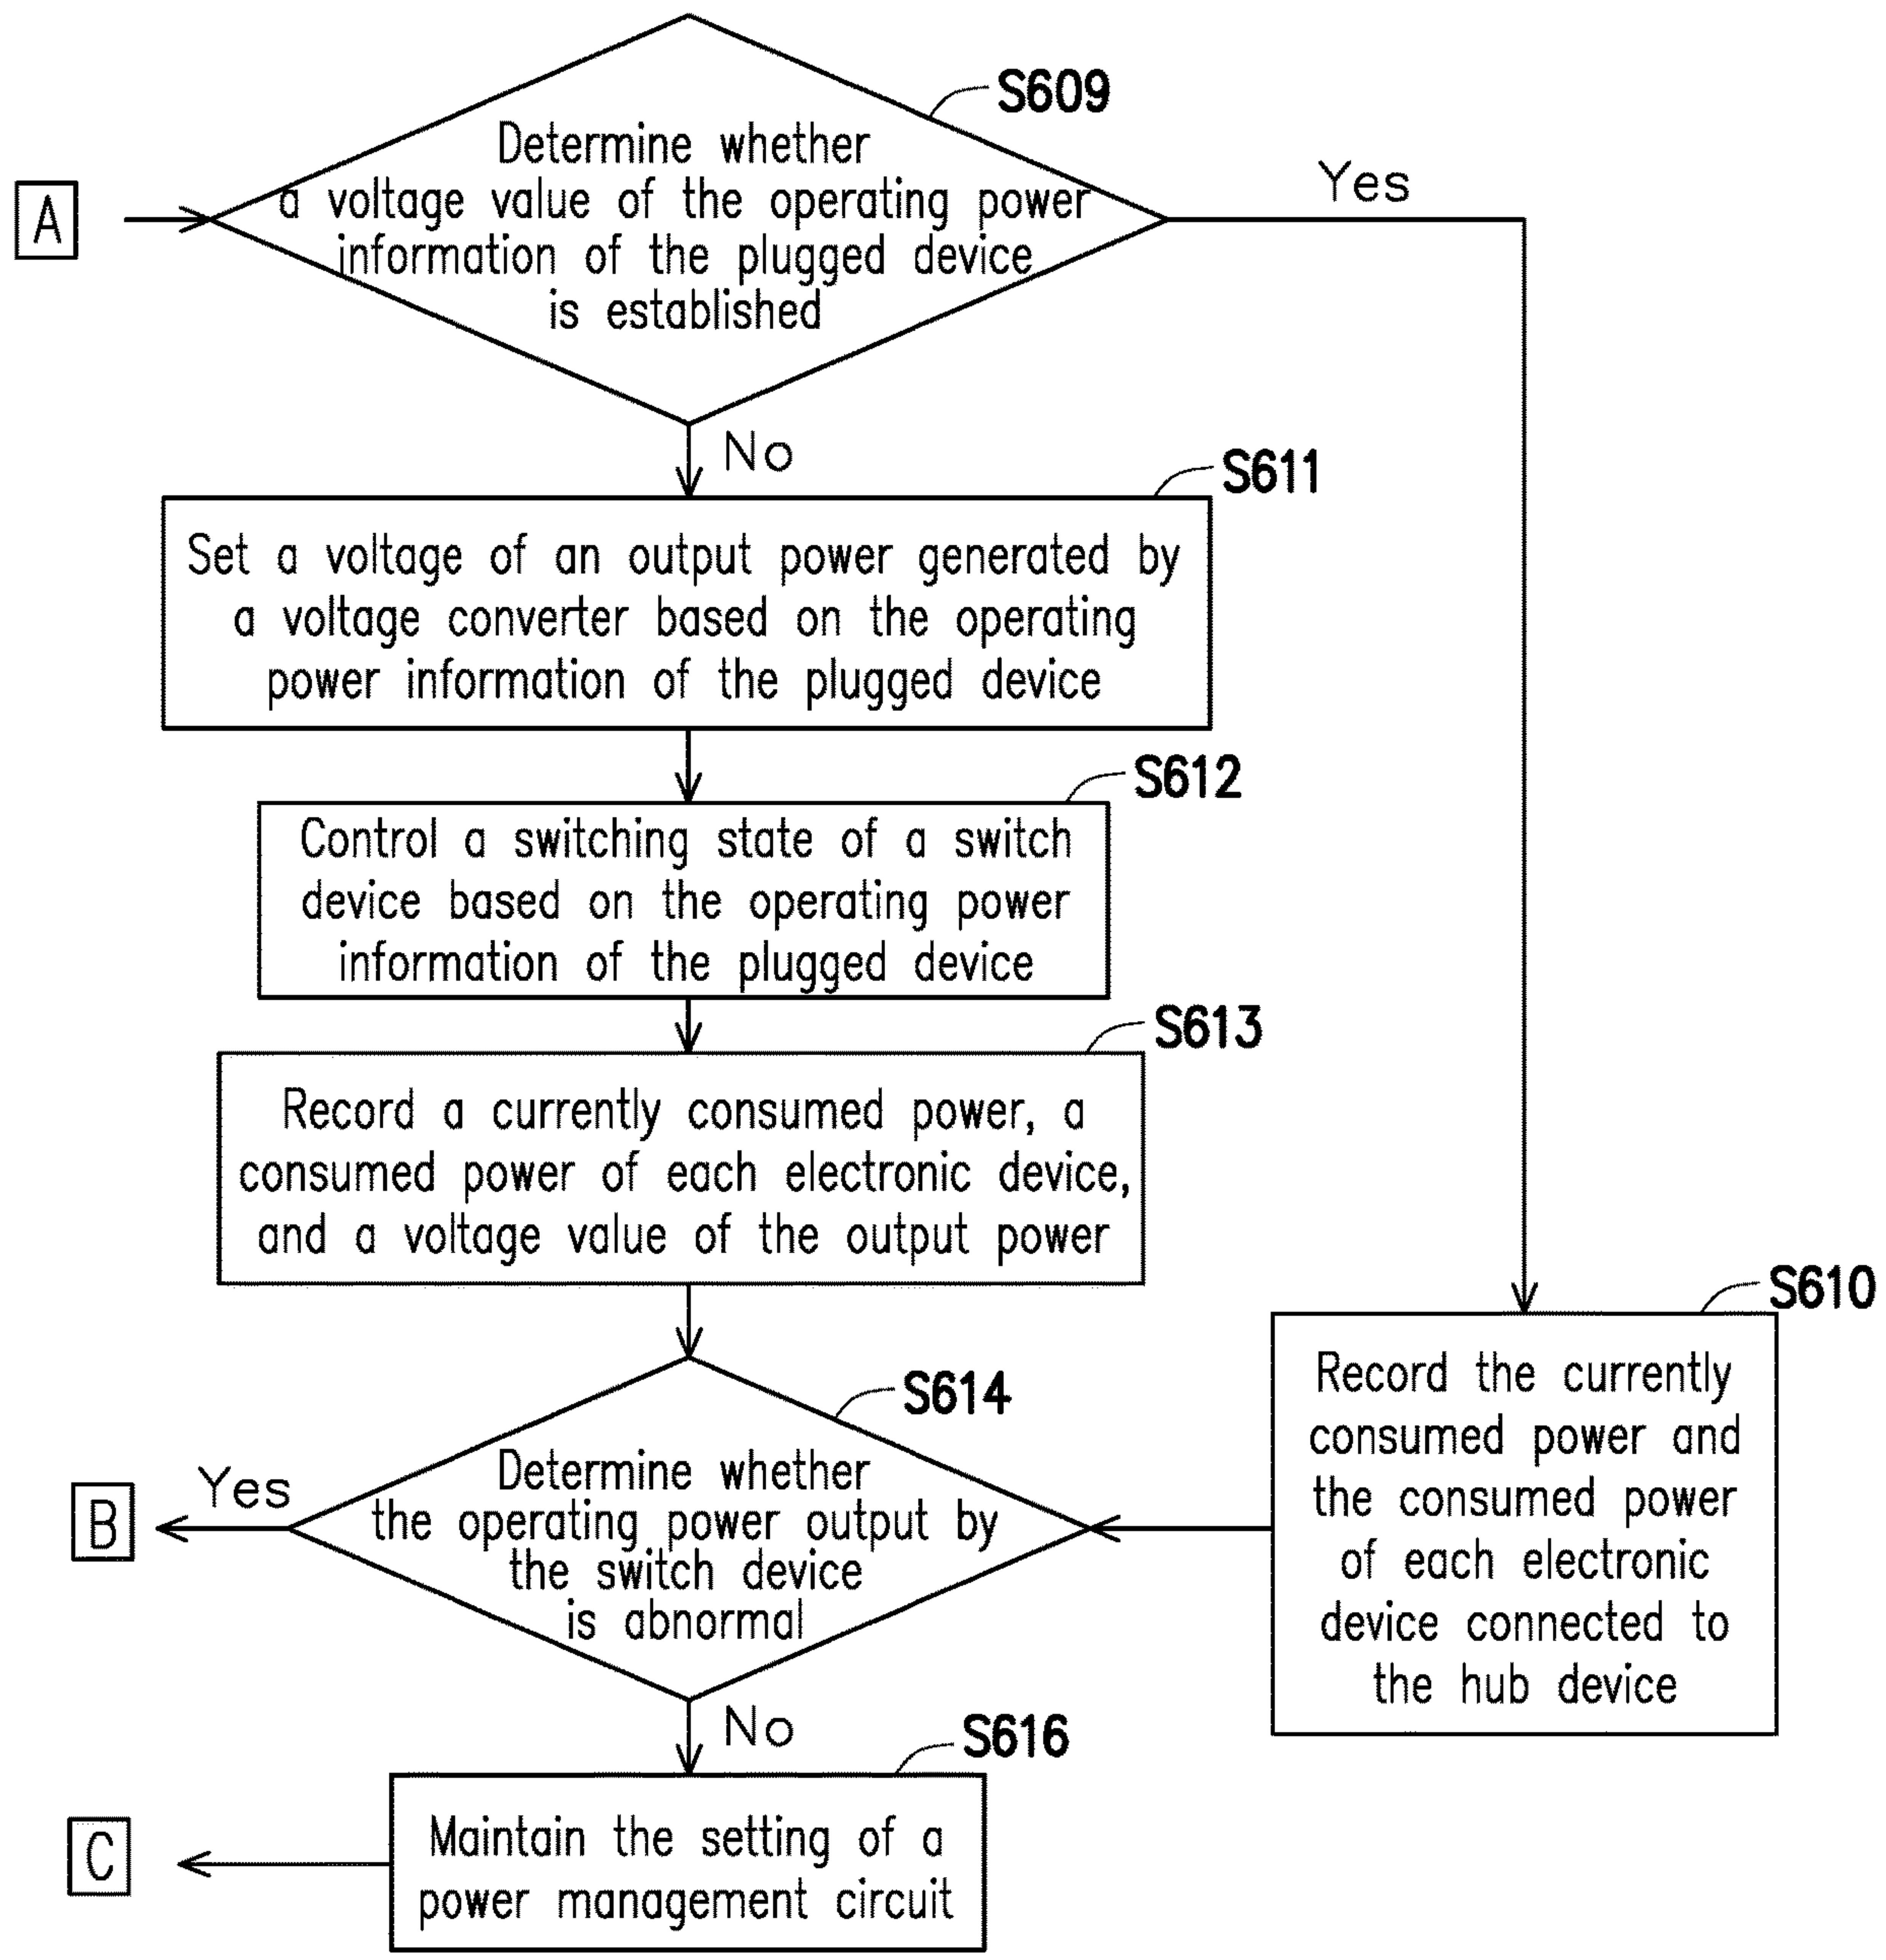 S609
Determine whether
a voltage value of the operating power
information of the plugged device
is established
A
Yes
No
S611
Set a voltage of an output power generated by
a voltage converter based on the operating
power information of the plugged device
S612
Control a switching state of a switch
device based on the operating power
information of the plugged device
S613
Record a currently consumed power, a
consumed power of each electronic device,
and a voltage value of the output power
S610
Record the currently
consumed power and
the consumed power
of each electronic
device connected to
the hub device
S614
Determine whether
the operating power output by
the switch device
is abnormal
Yes
B
No
S616
Maintain the setting of a
power management circuit
C